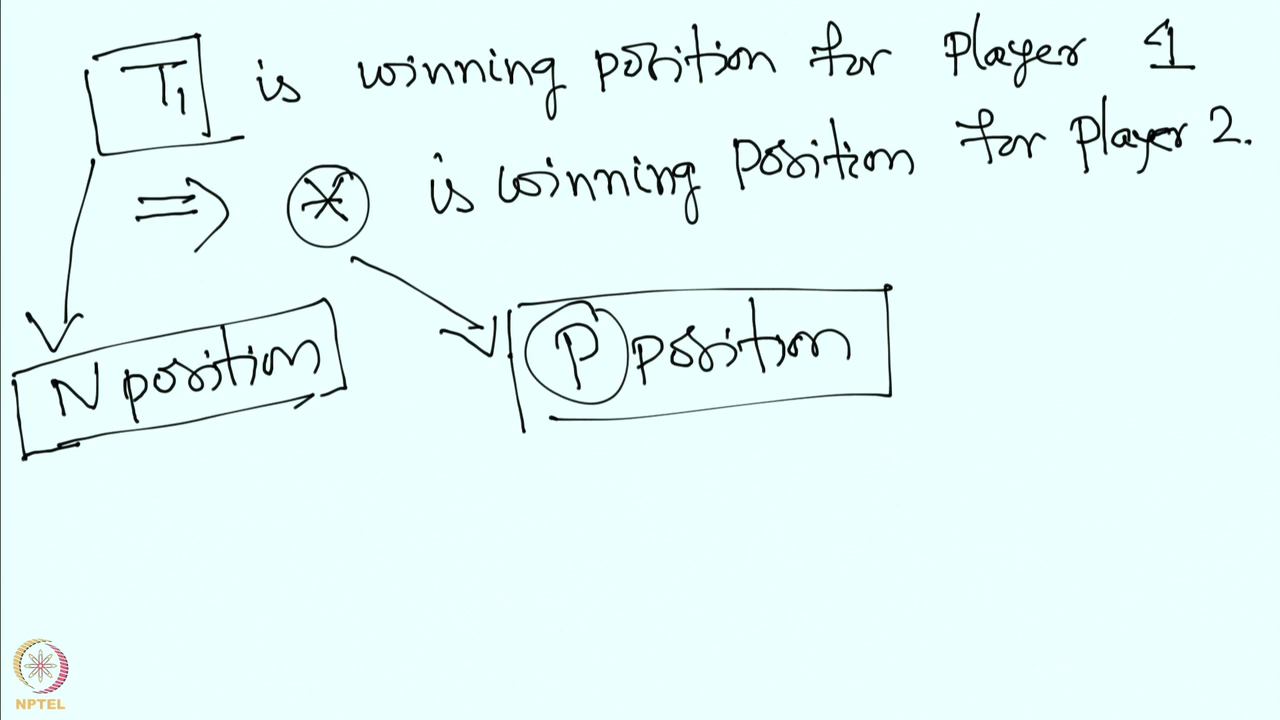 T₁ is winning position for player 1
⇒ * is winning position for player 2.
N position
P position
NPTEL